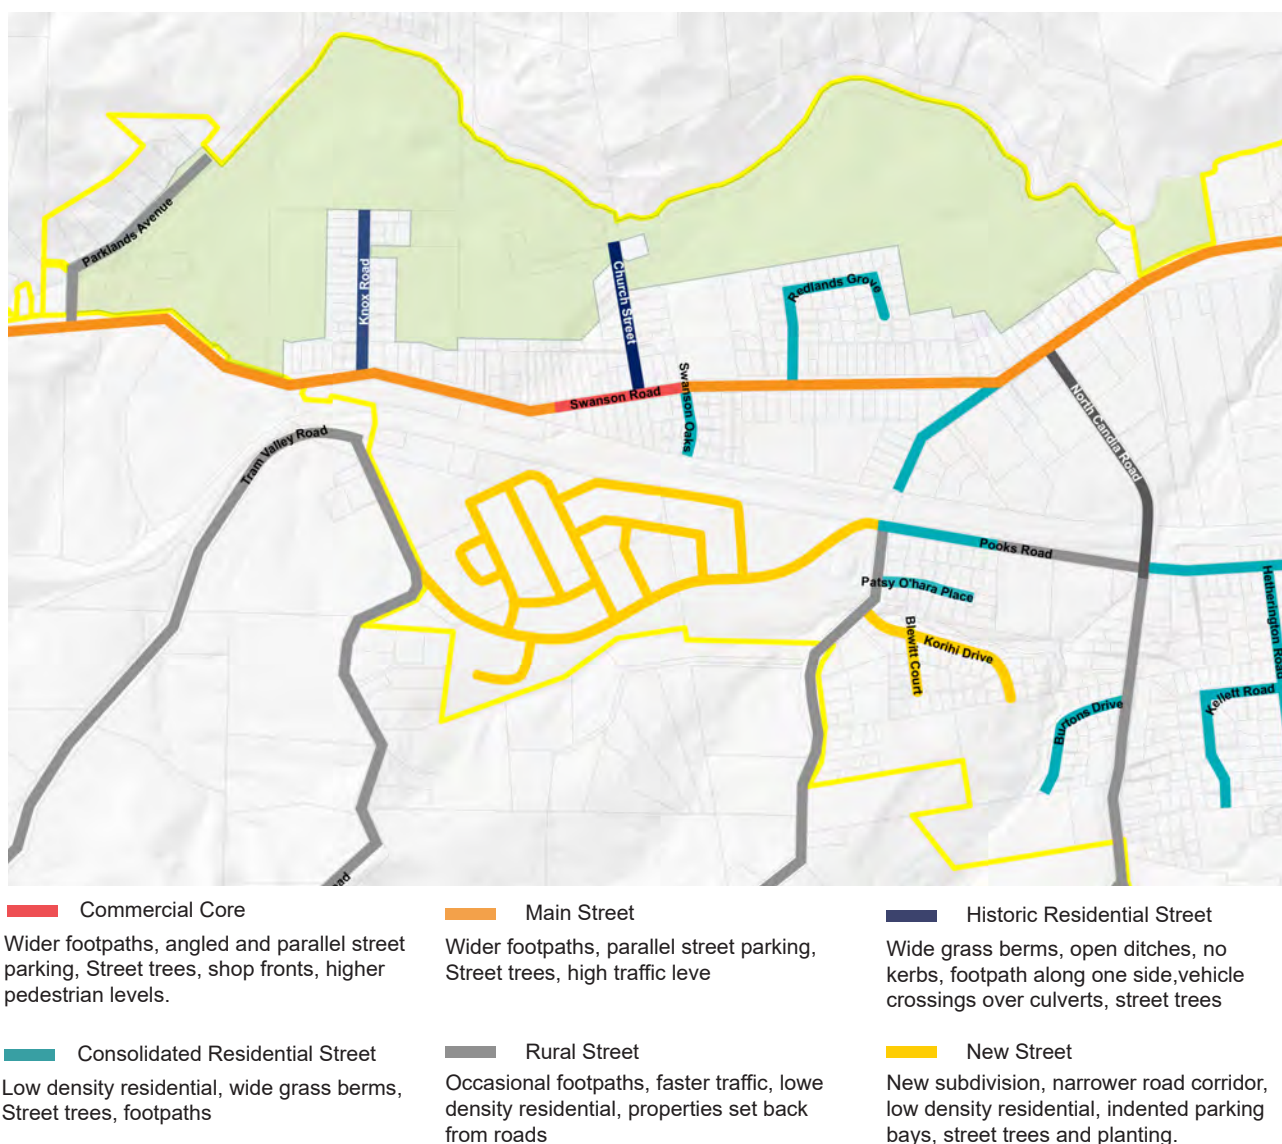 Parklands Avenue
Knox Road
Church Street
Redlands Grove
Swanson Road
Swanson Oaks
North Candia Road
Tram Valley Road
Pooks Road
Patsy O'hara Place
Blewitt Court
Korihi Drive
Hetherington Road
Kellett Road
Burtons Drive
oad
Commercial Core
Wider footpaths, angled and parallel street
parking, Street trees, shop fronts, higher
pedestrian levels.
Main Street
Wider footpaths, parallel street parking,
Street trees, high traffic leve
Historic Residential Street
Wide grass berms, open ditches, no
kerbs, footpath along one side,vehicle
crossings over culverts, street trees
Consolidated Residential Street
Low density residential, wide grass berms,
Street trees, footpaths
Rural Street
Occasional footpaths, faster traffic, lowe
density residential, properties set back
from roads
New Street
New subdivision, narrower road corridor,
low density residential, indented parking
bays, street trees and planting.